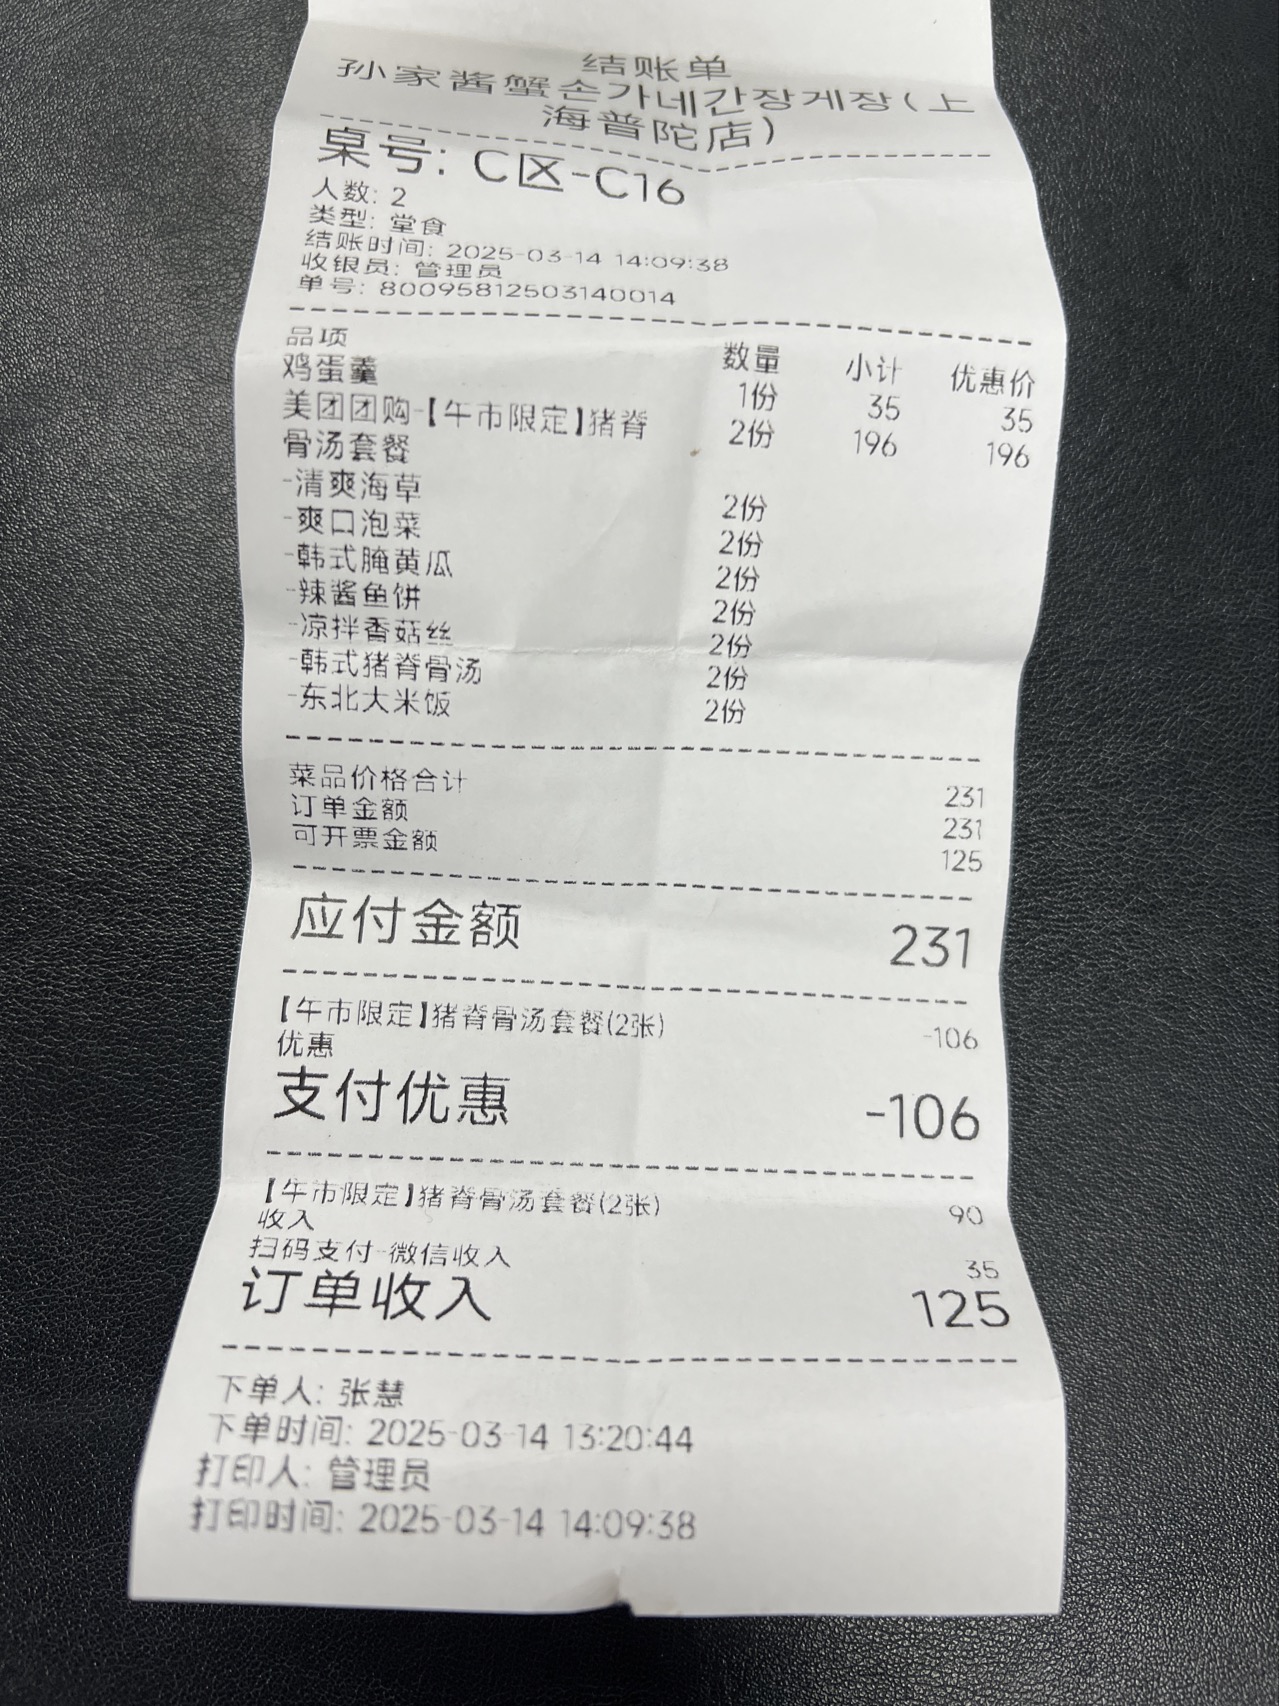 结账单
孙家酱蟹손가네간장게장(上
海普陀店)
桌号: C区-C16
人数: 2
类型: 堂食
结账时间: 2025-03-14 14:09:38
收银员: 管理员
单号: 80095812503140014
品项 数量 小计 优惠价
鸡蛋羹 1份 35 35
美团团购-【午市限定】猪脊 2份 196 196
骨汤套餐
-清爽海草 2份
-爽口泡菜 2份
-韩式腌黄瓜 2份
-辣酱鱼饼 2份
-凉拌香菇丝 2份
-韩式猪脊骨汤 2份
-东北大米饭 2份
菜品价格合计 231
订单金额 231
可开票金额 125
应付金额 231
【午市限定】猪脊骨汤套餐(2张) -106
优惠
支付优惠 -106
【午市限定】猪脊骨汤套餐(2张) 90
收入
扫码支付-微信收入 35
订单收入 125
下单人: 张慧
下单时间: 2025-03-14 13:20:44
打印人: 管理员
打印时间: 2025-03-14 14:09:38